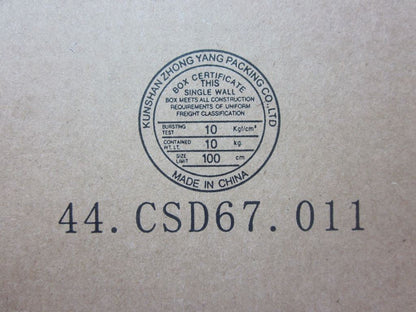 KUNSHAN ZHONG YANG PACKING CO.,LTD
BOX CERTIFICATE
THIS
SINGLE WALL
BOX MEETS ALL CONSTRUCTION
REQUIREMENTS OF UNIFORM
FREIGHT CLASSIFICATION
BURSTING TEST 10 Kgf/cm²
CONTAINED WT. LT. 10 kg
SIZE LIMIT 100 cm
MADE IN CHINA
44.CSD67.011